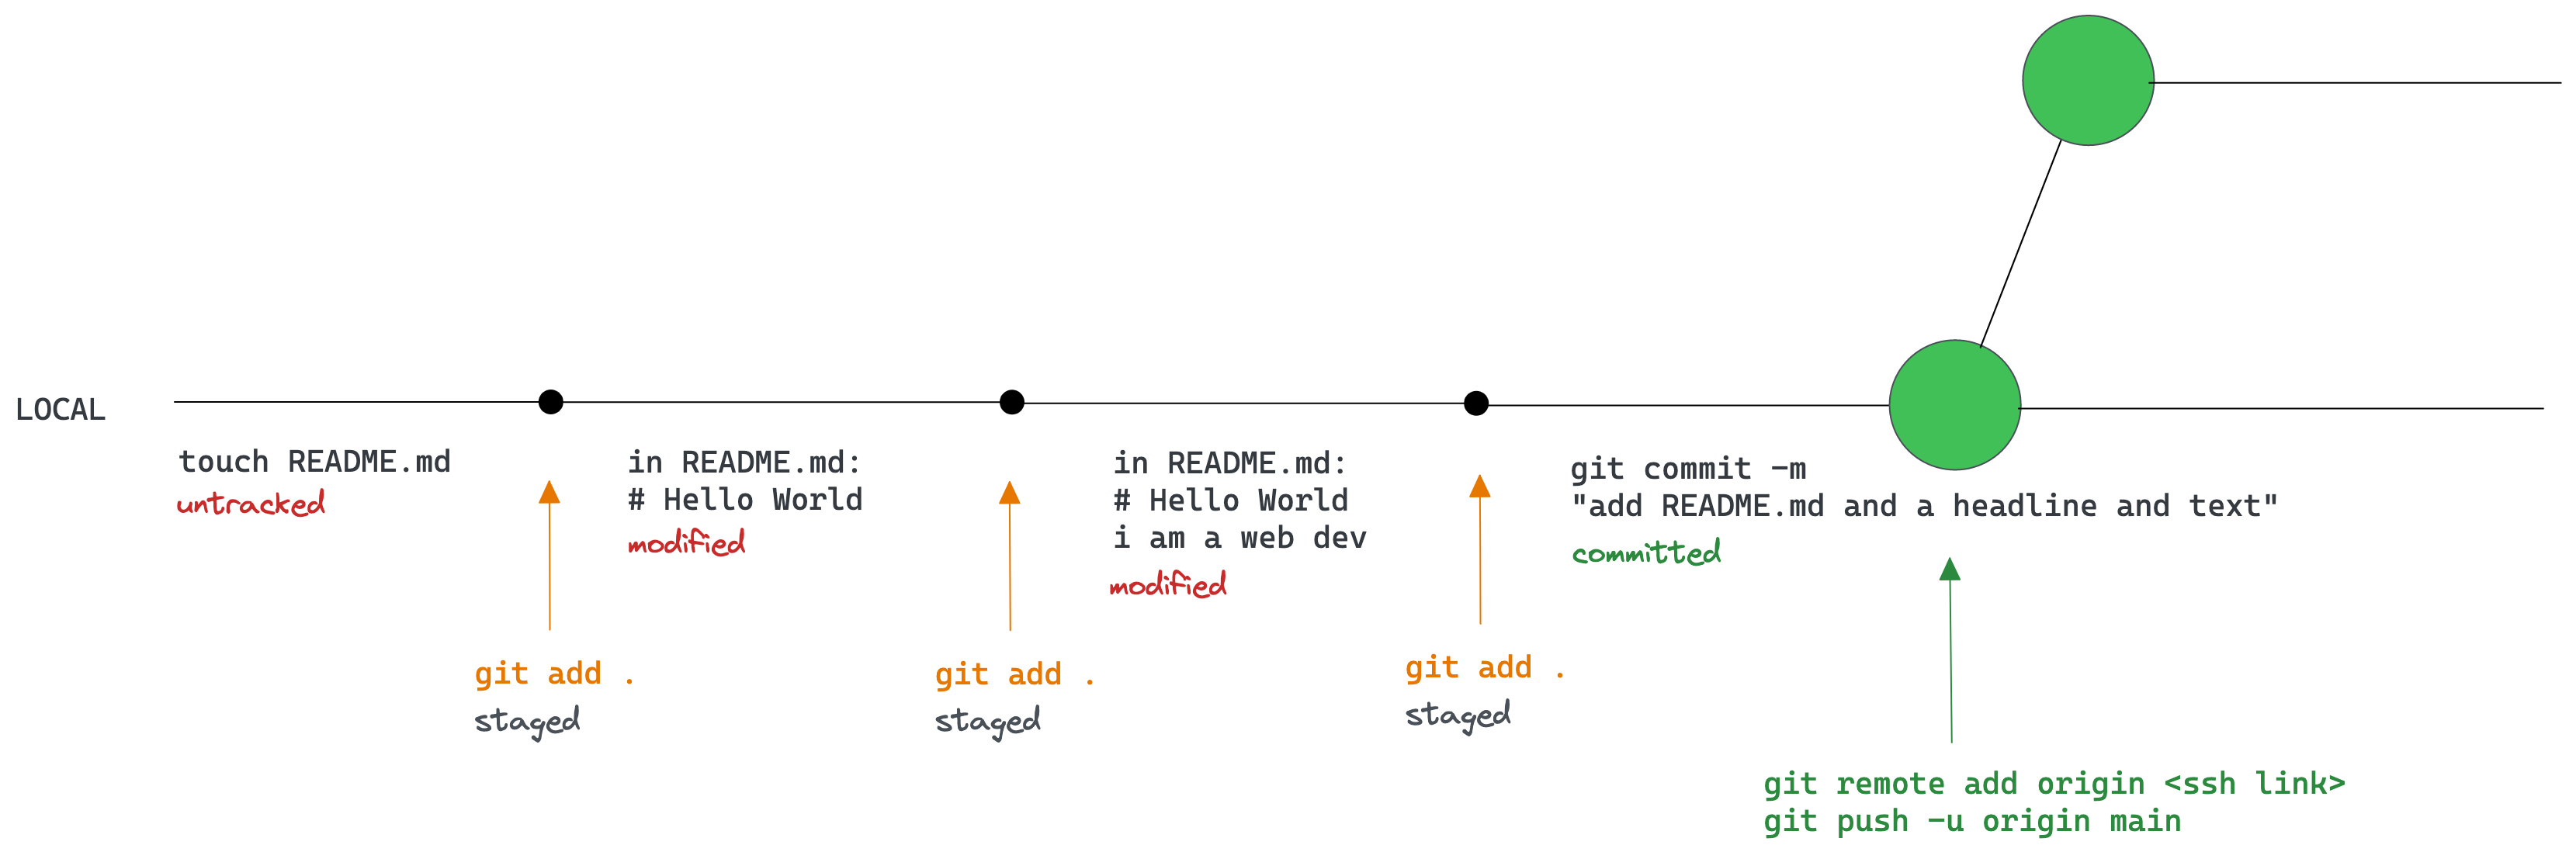 LOCAL
touch README.md
untracked
git add .
staged
in README.md:
# Hello World
modified
git add .
staged
in README.md:
# Hello World
i am a web dev
modified
git add .
staged
git commit -m
"add README.md and a headline and text"
committed
git remote add origin <ssh link>
git push -u origin main